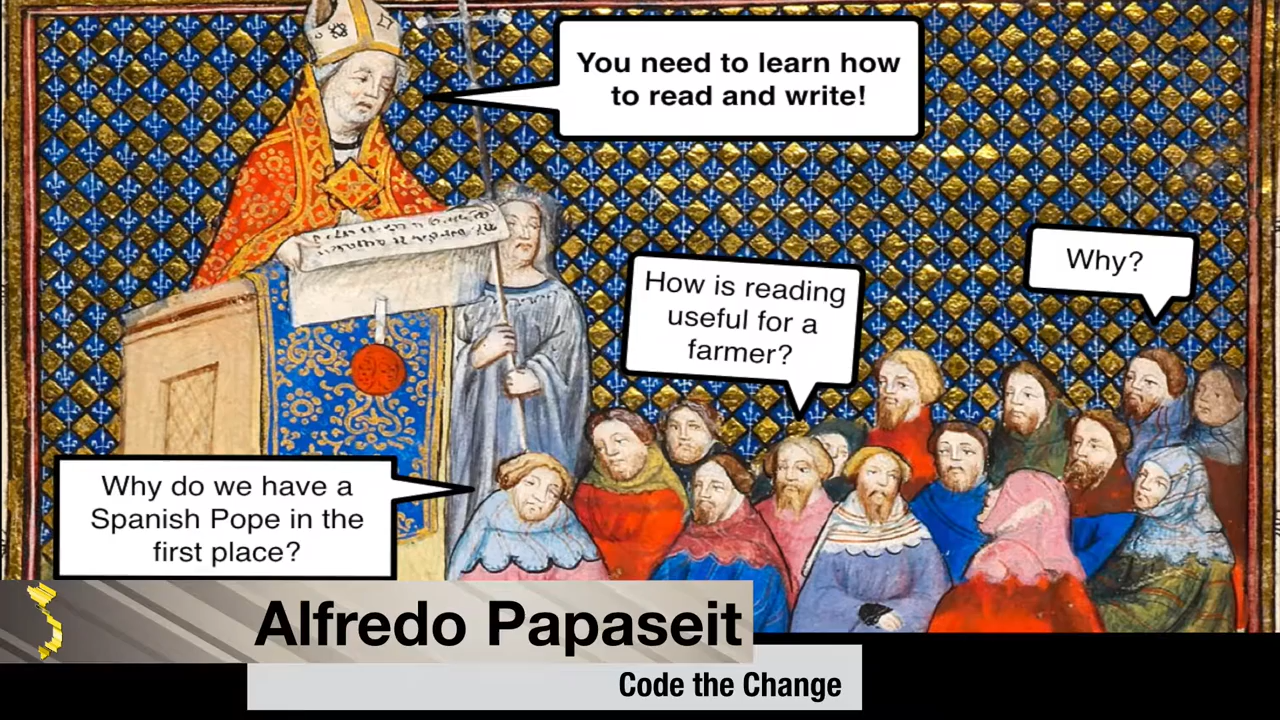 You need to learn how
to read and write!
Why?
How is reading
useful for a
farmer?
Why do we have a
Spanish Pope in the
first place?
Alfredo Papaseit
Code the Change